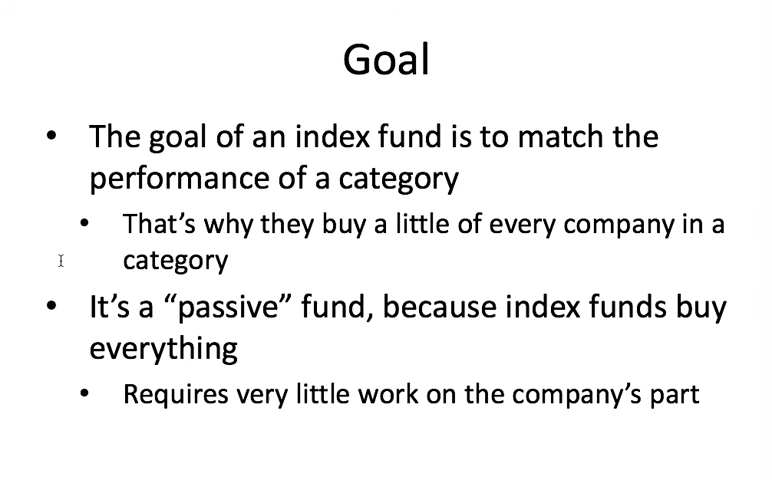 Goal
• The goal of an index fund is to match the
performance of a category
• That’s why they buy a little of every company in a
category
• It’s a “passive” fund, because index funds buy
everything
• Requires very little work on the company’s part